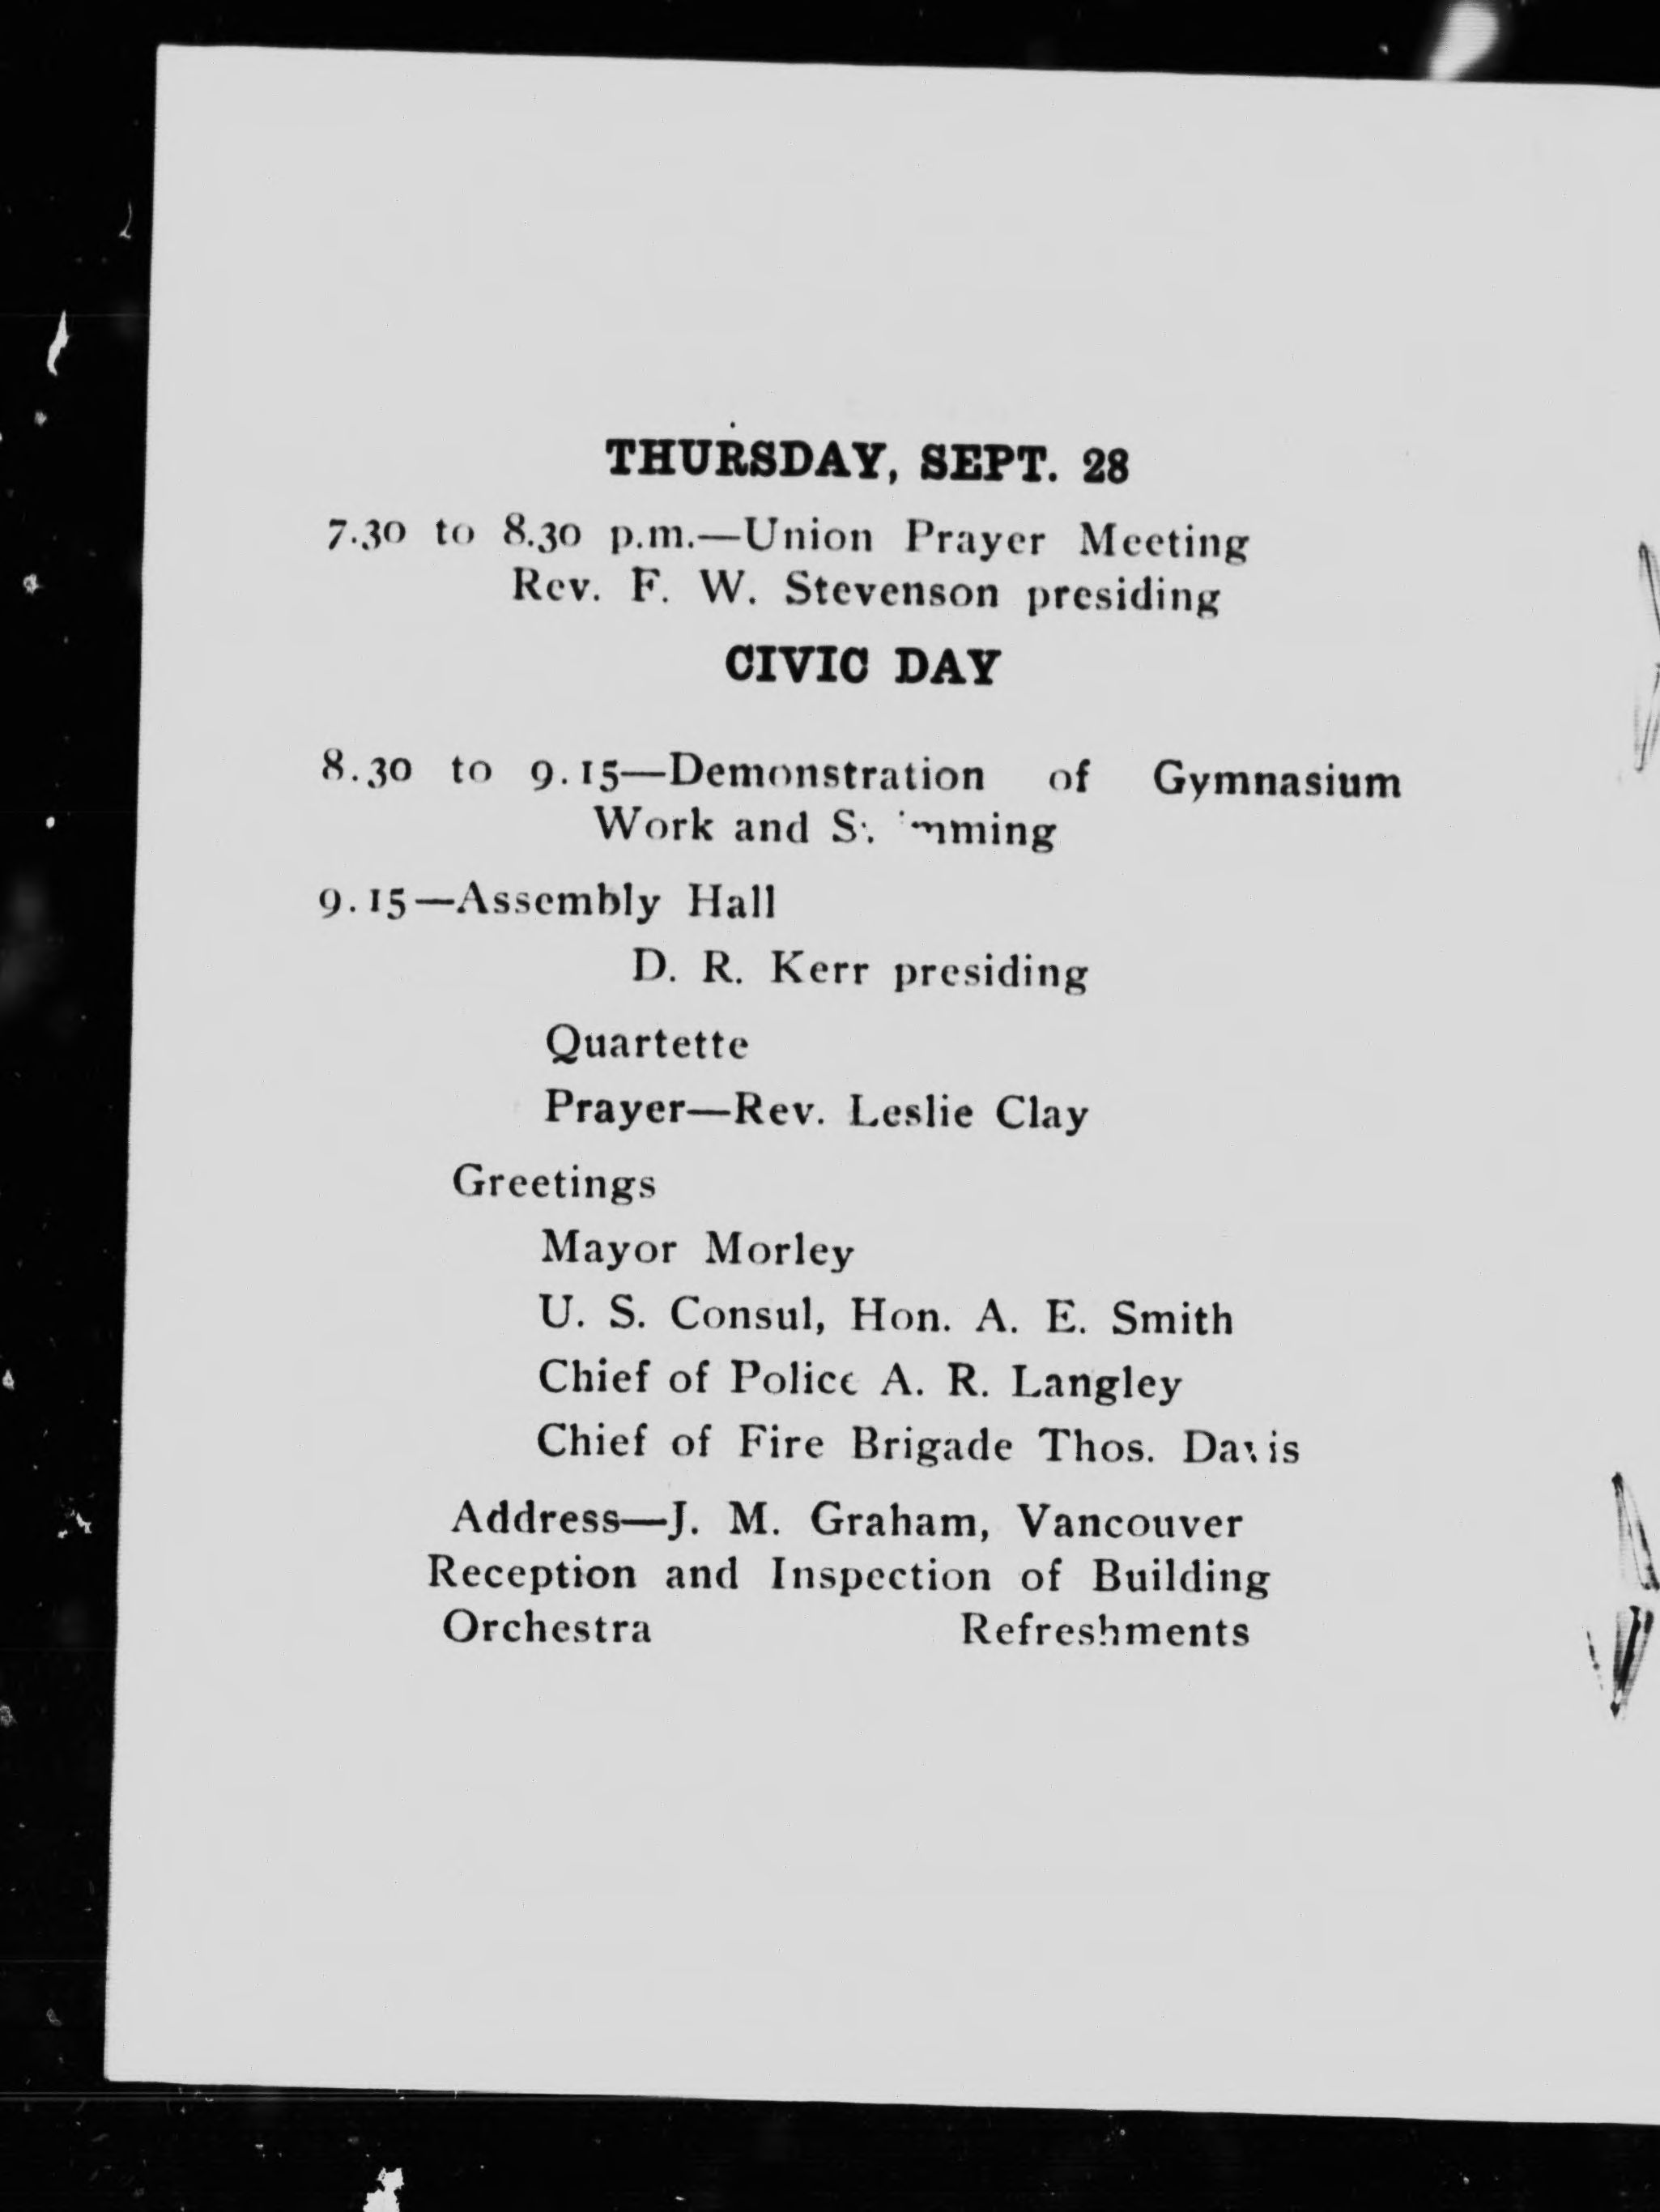 THURSDAY, SEPT. 28
7.30 to 8.30 p.m.—Union Prayer Meeting
Rev. F. W. Stevenson presiding
CIVIC DAY
8.30 to 9.15—Demonstration of Gymnasium
Work and Swimming
9.15—Assembly Hall
D. R. Kerr presiding
Quartette
Prayer—Rev. Leslie Clay
Greetings
Mayor Morley
U. S. Consul, Hon. A. E. Smith
Chief of Police A. R. Langley
Chief of Fire Brigade Thos. Davis
Address—J. M. Graham, Vancouver
Reception and Inspection of Building
Orchestra Refreshments